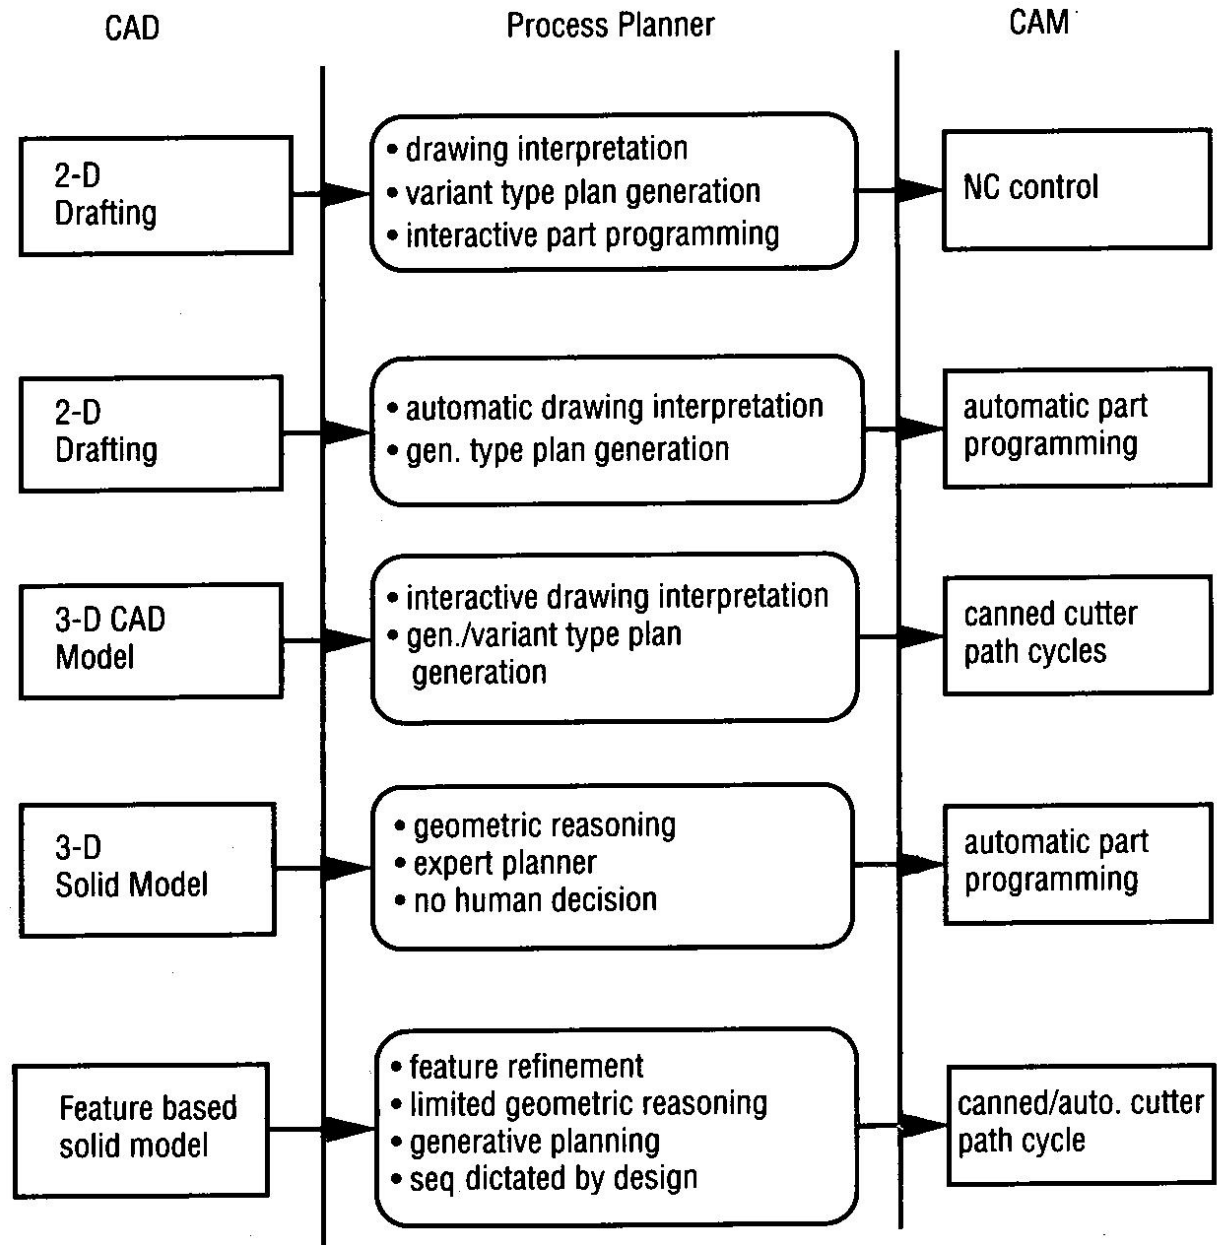 CAD
Process Planner
CAM
2-D
Drafting
• drawing interpretation
• variant type plan generation
• interactive part programming
NC control
2-D
Drafting
• automatic drawing interpretation
• gen. type plan generation
automatic part
programming
3-D CAD
Model
• interactive drawing interpretation
• gen./variant type plan
generation
canned cutter
path cycles
3-D
Solid Model
• geometric reasoning
• expert planner
• no human decision
automatic part
programming
Feature based
solid model
• feature refinement
• limited geometric reasoning
• generative planning
• seq dictated by design
canned/auto. cutter
path cycle